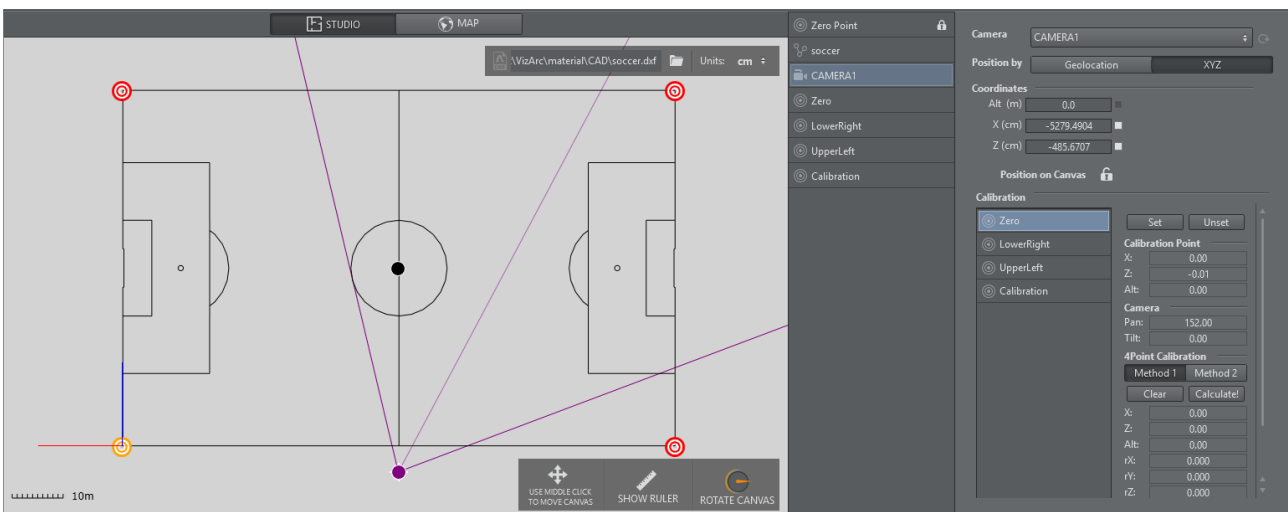 STUDIO
MAP
\VizArc\material\CAD\soccer.dxf
Units: cm
10m
USE MIDDLE CLICK
TO MOVE CANVAS
SHOW RULER
ROTATE CANVAS
Zero Point
soccer
CAMERA1
Zero
LowerRight
UpperLeft
Calibration
Camera CAMERA1
Position by Geolocation XYZ
Coordinates
Alt (m) 0.0
X (cm) -5279.4904
Z (cm) -485.6707
Position on Canvas
Calibration
Zero
LowerRight
UpperLeft
Calibration
Set Unset
Calibration Point
X: 0.00
Z: -0.01
Alt: 0.00
Camera
Pan: 152.00
Tilt: 0.00
4Point Calibration
Method 1 Method 2
Clear Calculate!
X: 0.00
Z: 0.00
Alt: 0.00
rX: 0.000
rY: 0.000
rZ: 0.000